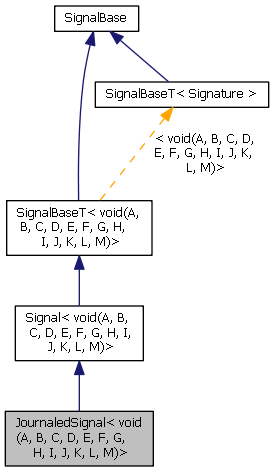 SignalBase
SignalBaseT< Signature >
< void(A, B, C, D,
E, F, G, H, I, J, K,
L, M)>
SignalBaseT< void(A,
B, C, D, E, F, G, H,
I, J, K, L, M)>
Signal< void(A, B,
C, D, E, F, G, H, I,
J, K, L, M)>
JournaledSignal< void
(A, B, C, D, E, F, G,
H, I, J, K, L, M)>